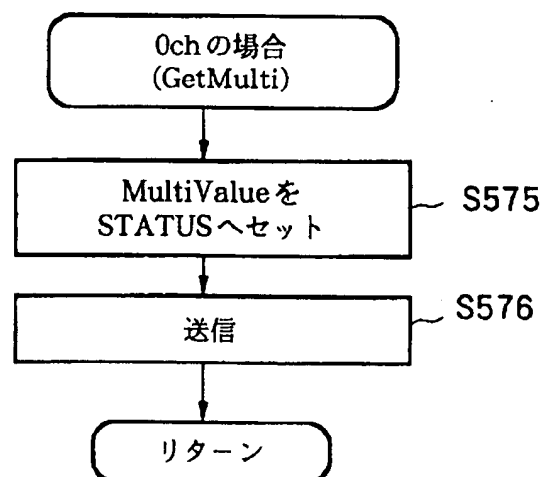 0chの場合
(GetMulti)
MultiValueを
STATUSへセット
S575
送信
S576
リターン